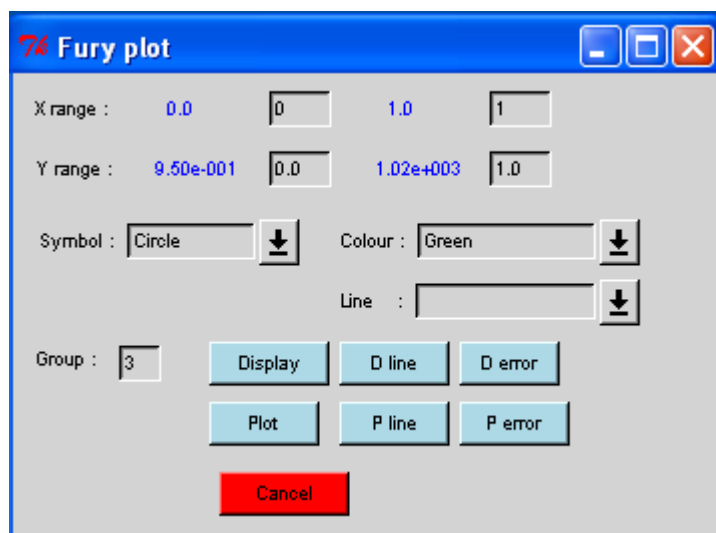 Fury plot
X range : 0.0 0 1.0 1
Y range : 9.50e-001 0.0 1.02e+003 1.0
Symbol : Circle Colour : Green
Line :
Group : 3 Display D line D error
Plot P line P error
Cancel